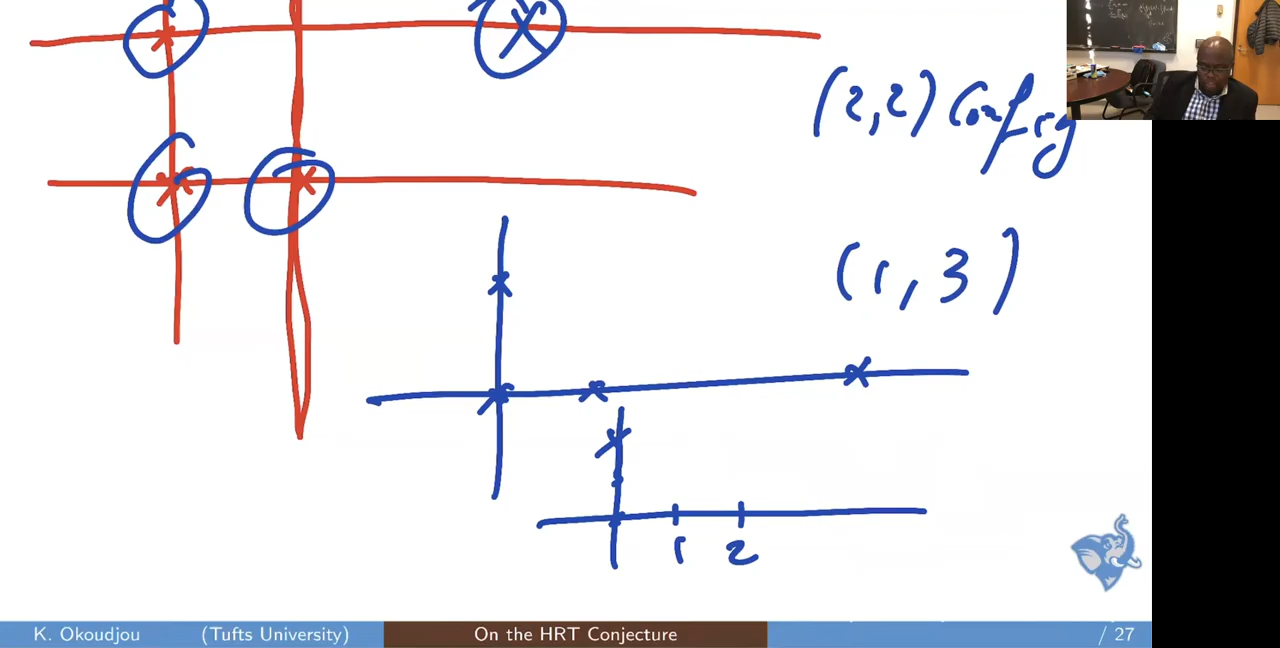 (2,2) Config
(1,3)
1 2
K. Okoudjou (Tufts University) On the HRT Conjecture / 27